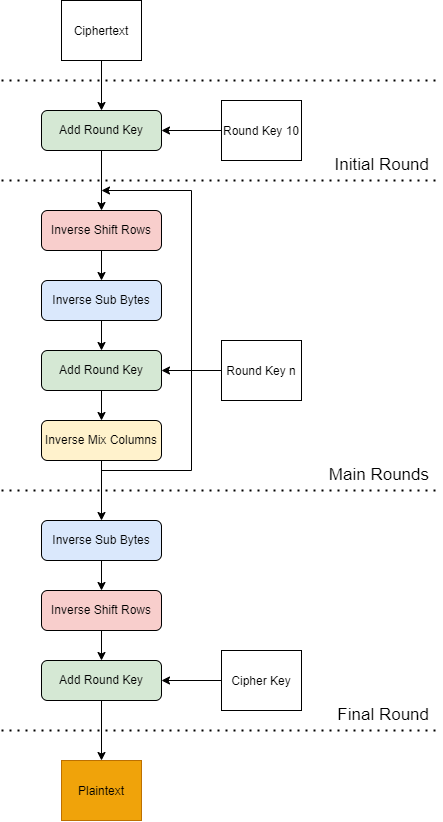 Ciphertext
Add Round Key
Round Key 10
Initial Round
Inverse Shift Rows
Inverse Sub Bytes
Add Round Key
Round Key n
Inverse Mix Columns
Main Rounds
Inverse Sub Bytes
Inverse Shift Rows
Add Round Key
Cipher Key
Final Round
Plaintext